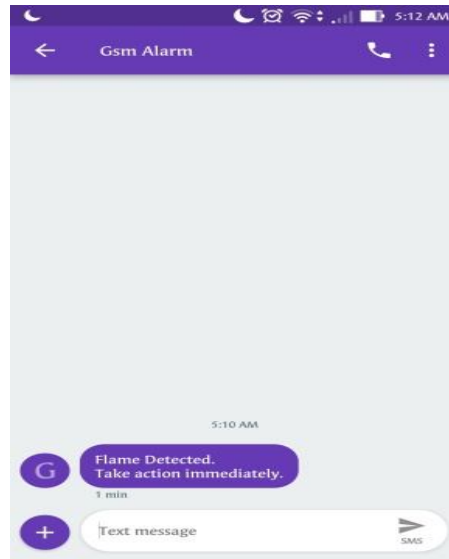 5:12 AM
Gsm Alarm
5:10 AM
G
Flame Detected.
Take action immediately.
1 min
Text message
SMS